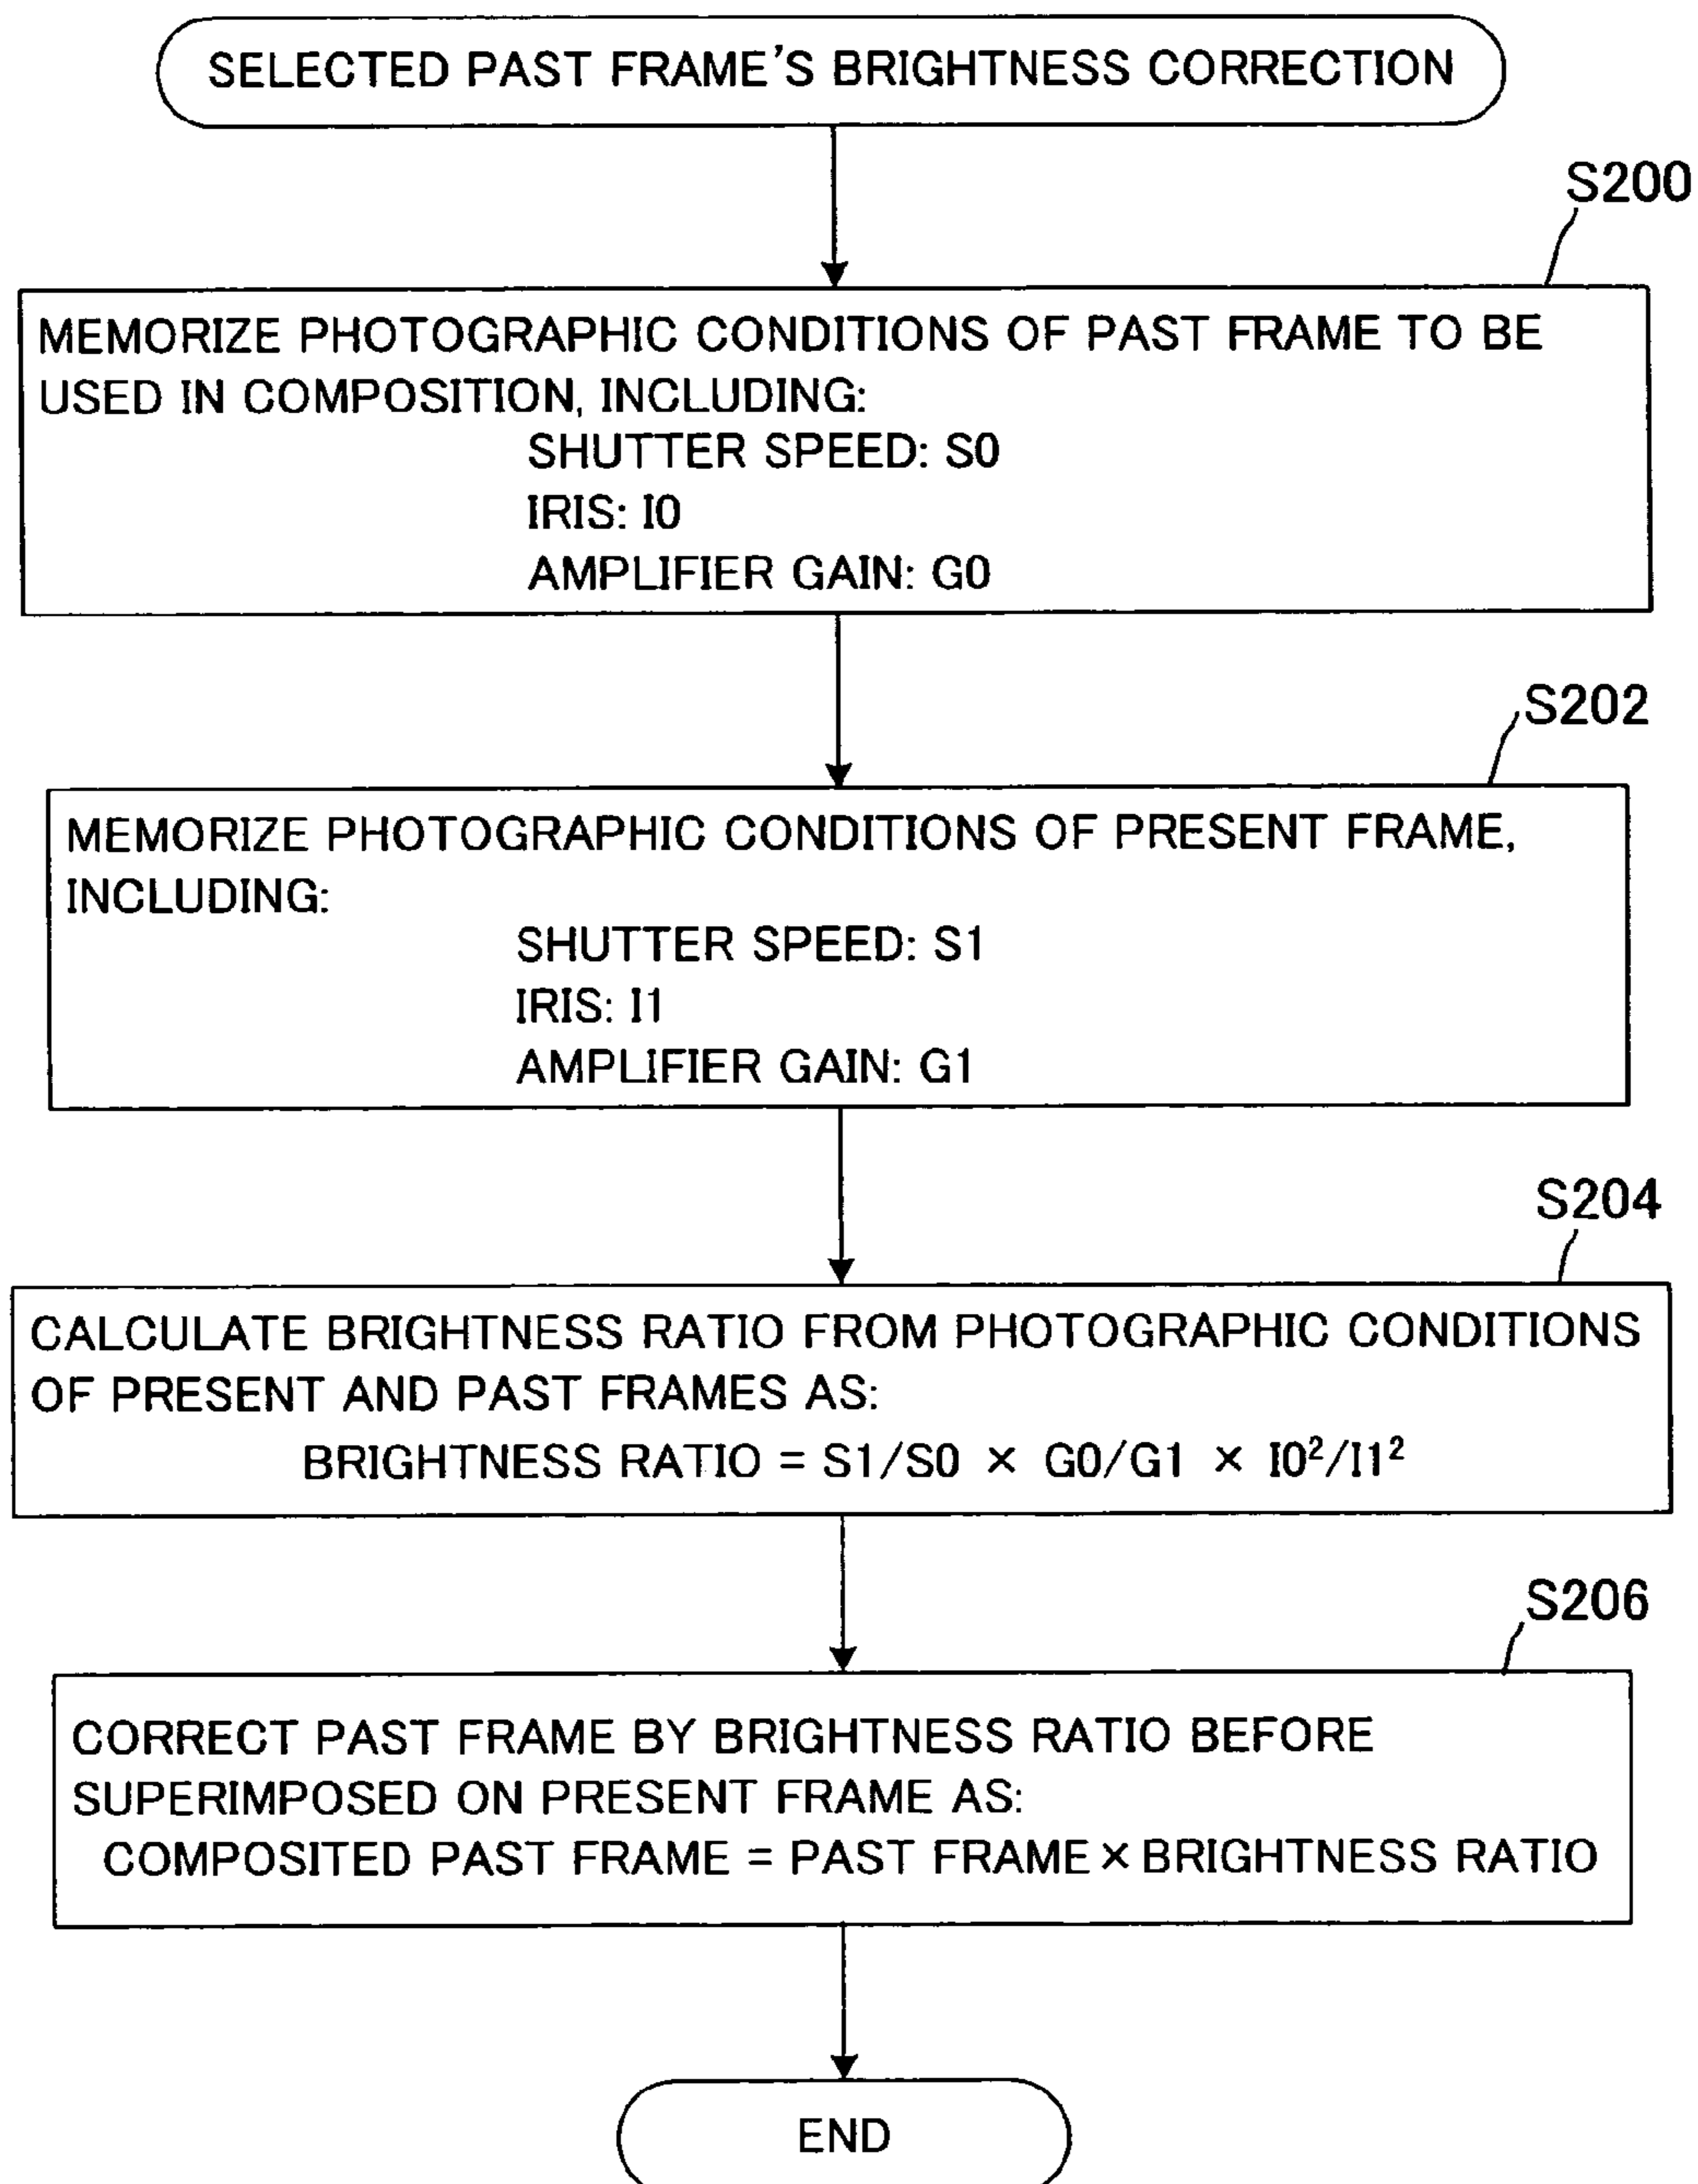 SELECTED PAST FRAME'S BRIGHTNESS CORRECTION
S200
MEMORIZE PHOTOGRAPHIC CONDITIONS OF PAST FRAME TO BE
USED IN COMPOSITION, INCLUDING:
SHUTTER SPEED: S0
IRIS: I0
AMPLIFIER GAIN: G0
S202
MEMORIZE PHOTOGRAPHIC CONDITIONS OF PRESENT FRAME,
INCLUDING:
SHUTTER SPEED: S1
IRIS: I1
AMPLIFIER GAIN: G1
S204
CALCULATE BRIGHTNESS RATIO FROM PHOTOGRAPHIC CONDITIONS
OF PRESENT AND PAST FRAMES AS:
BRIGHTNESS RATIO = S1/S0 × G0/G1 × I0²/I1²
S206
CORRECT PAST FRAME BY BRIGHTNESS RATIO BEFORE
SUPERIMPOSED ON PRESENT FRAME AS:
COMPOSITED PAST FRAME = PAST FRAME × BRIGHTNESS RATIO
END